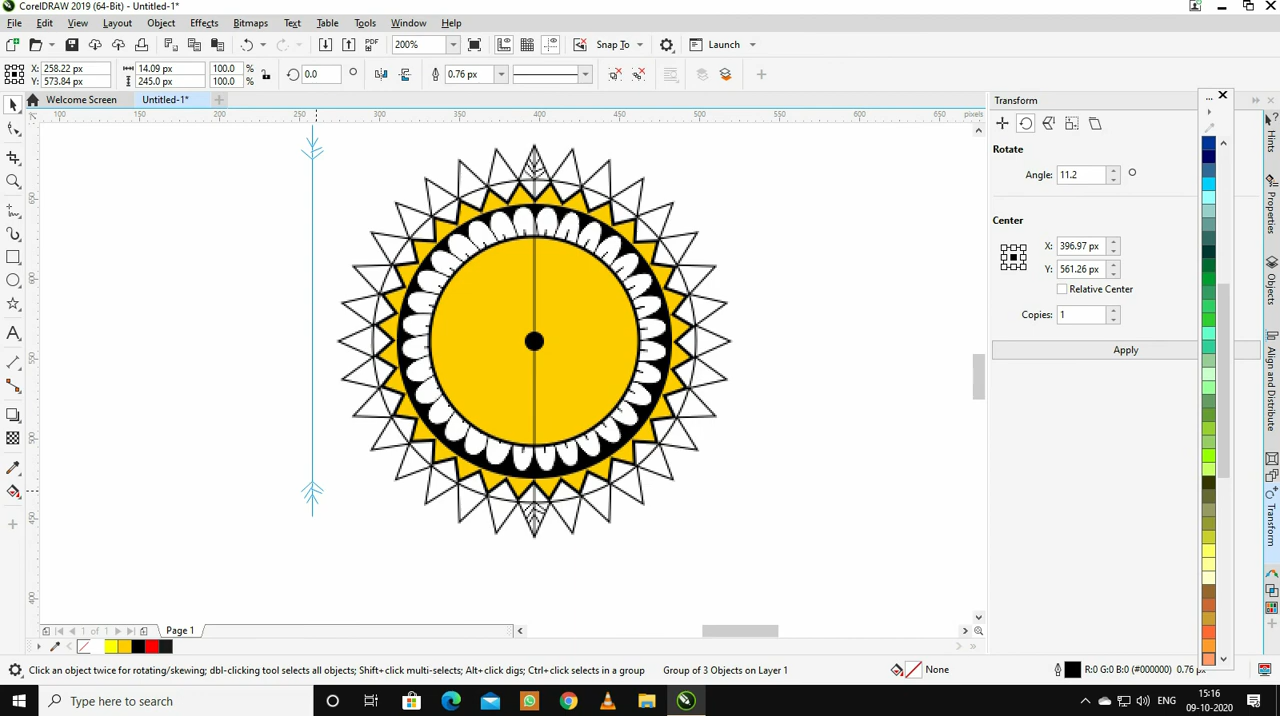 CorelDRAW 2019 (64-Bit) - Untitled-1*
File Edit View Layout Object Effects Bitmaps Text Table Tools Window Help
200% PDF Snap To Launch
X: 258.22 px 14.09 px 100.0 % 0.0 ° 0.76 px
Y: 573.84 px 245.0 px 100.0 %
Welcome Screen Untitled-1*
100 150 200 250 300 350 400 450 500 550 600 650 pixels
650
600
550
500
450
400
Transform
Rotate
Angle: 11.2 °
Center
X: 396.97 px
Y: 561.26 px
Relative Center
Copies: 1
Apply
Hints
Properties
Objects
Align and Distribute
Transform
1 of 1 Page 1
Click an object twice for rotating/skewing; dbl-clicking tool selects all objects; Shift+click multi-selects; Alt+click digs; Ctrl+click selects in a group Group of 3 Objects on Layer 1 None R:0 G:0 B:0 (#000000) 0.76 px
Type here to search
ENG
15:16
09-10-2020